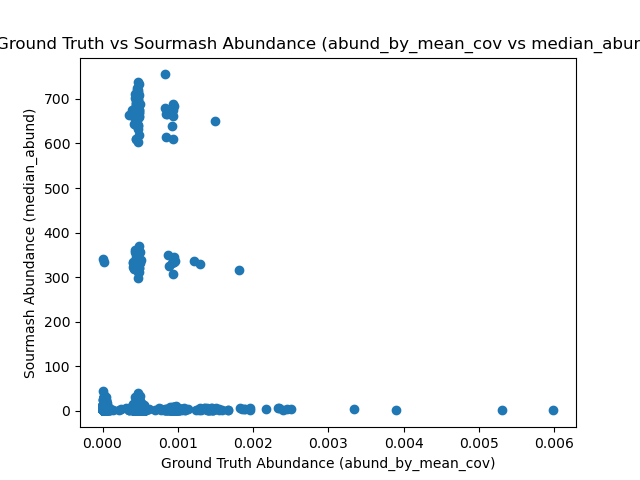 Ground Truth vs Sourmash Abundance (abund_by_mean_cov vs median_abun
700
600
500
400
300
200
100
0
Sourmash Abundance (median_abund)
0.000 0.001 0.002 0.003 0.004 0.005 0.006
Ground Truth Abundance (abund_by_mean_cov)